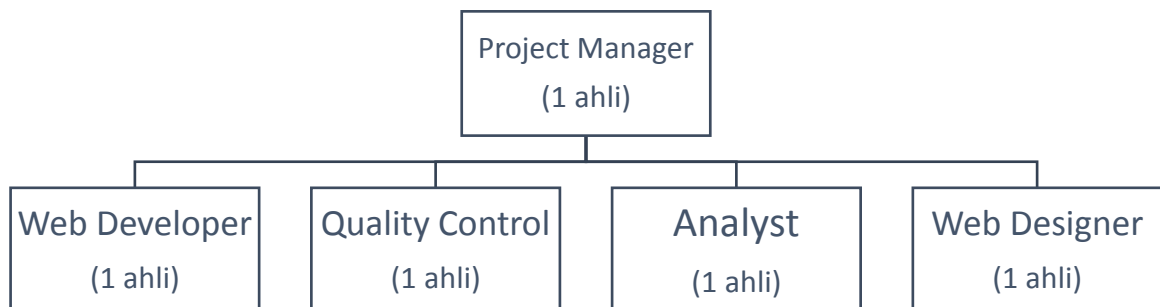 Project Manager
(1 ahli)
Web Developer
(1 ahli)
Quality Control
(1 ahli)
Analyst
(1 ahli)
Web Designer
(1 ahli)